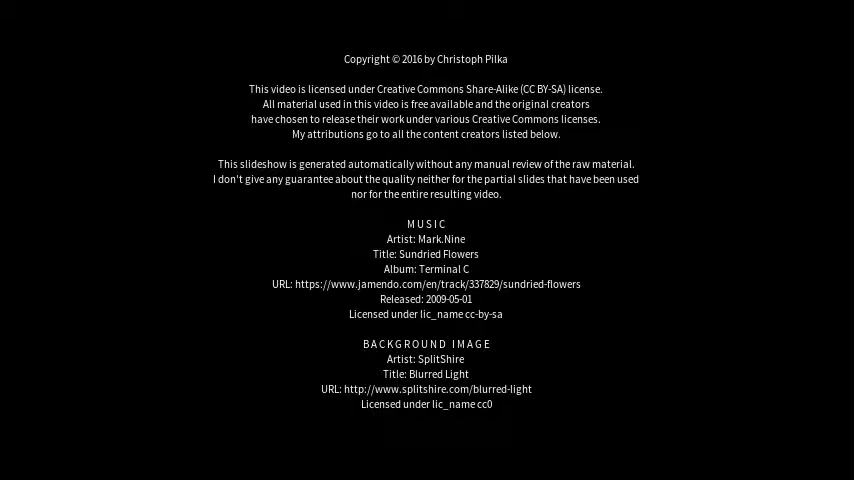 Copyright © 2016 by Christoph Pilka
This video is licensed under Creative Commons Share-Alike (CC BY-SA) license.
All material used in this video is free available and the original creators
have chosen to release their work under various Creative Commons licenses.
My attributions go to all the content creators listed below.
This slideshow is generated automatically without any manual review of the raw material.
I don't give any guarantee about the quality neither for the partial slides that have been used
nor for the entire resulting video.
M U S I C
Artist: Mark.Nine
Title: Sundried Flowers
Album: Terminal C
URL: https://www.jamendo.com/en/track/337829/sundried-flowers
Released: 2009-05-01
Licensed under lic_name cc-by-sa
B A C K G R O U N D   I M A G E
Artist: SplitShire
Title: Blurred Light
URL: http://www.splitshire.com/blurred-light
Licensed under lic_name cc0